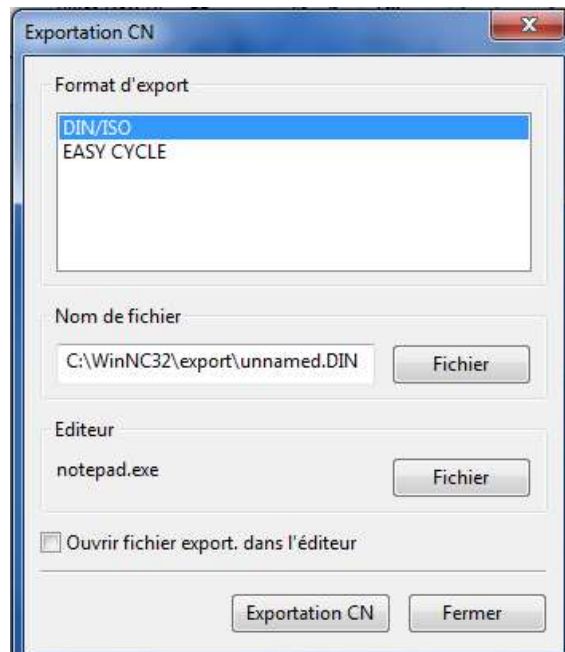 Exportation CN
Format d'export
DIN/ISO
EASY CYCLE
Nom de fichier
C:\WinNC32\export\unnamed.DIN
Fichier
Editeur
notepad.exe
Fichier
Ouvrir fichier export. dans l'éditeur
Exportation CN
Fermer